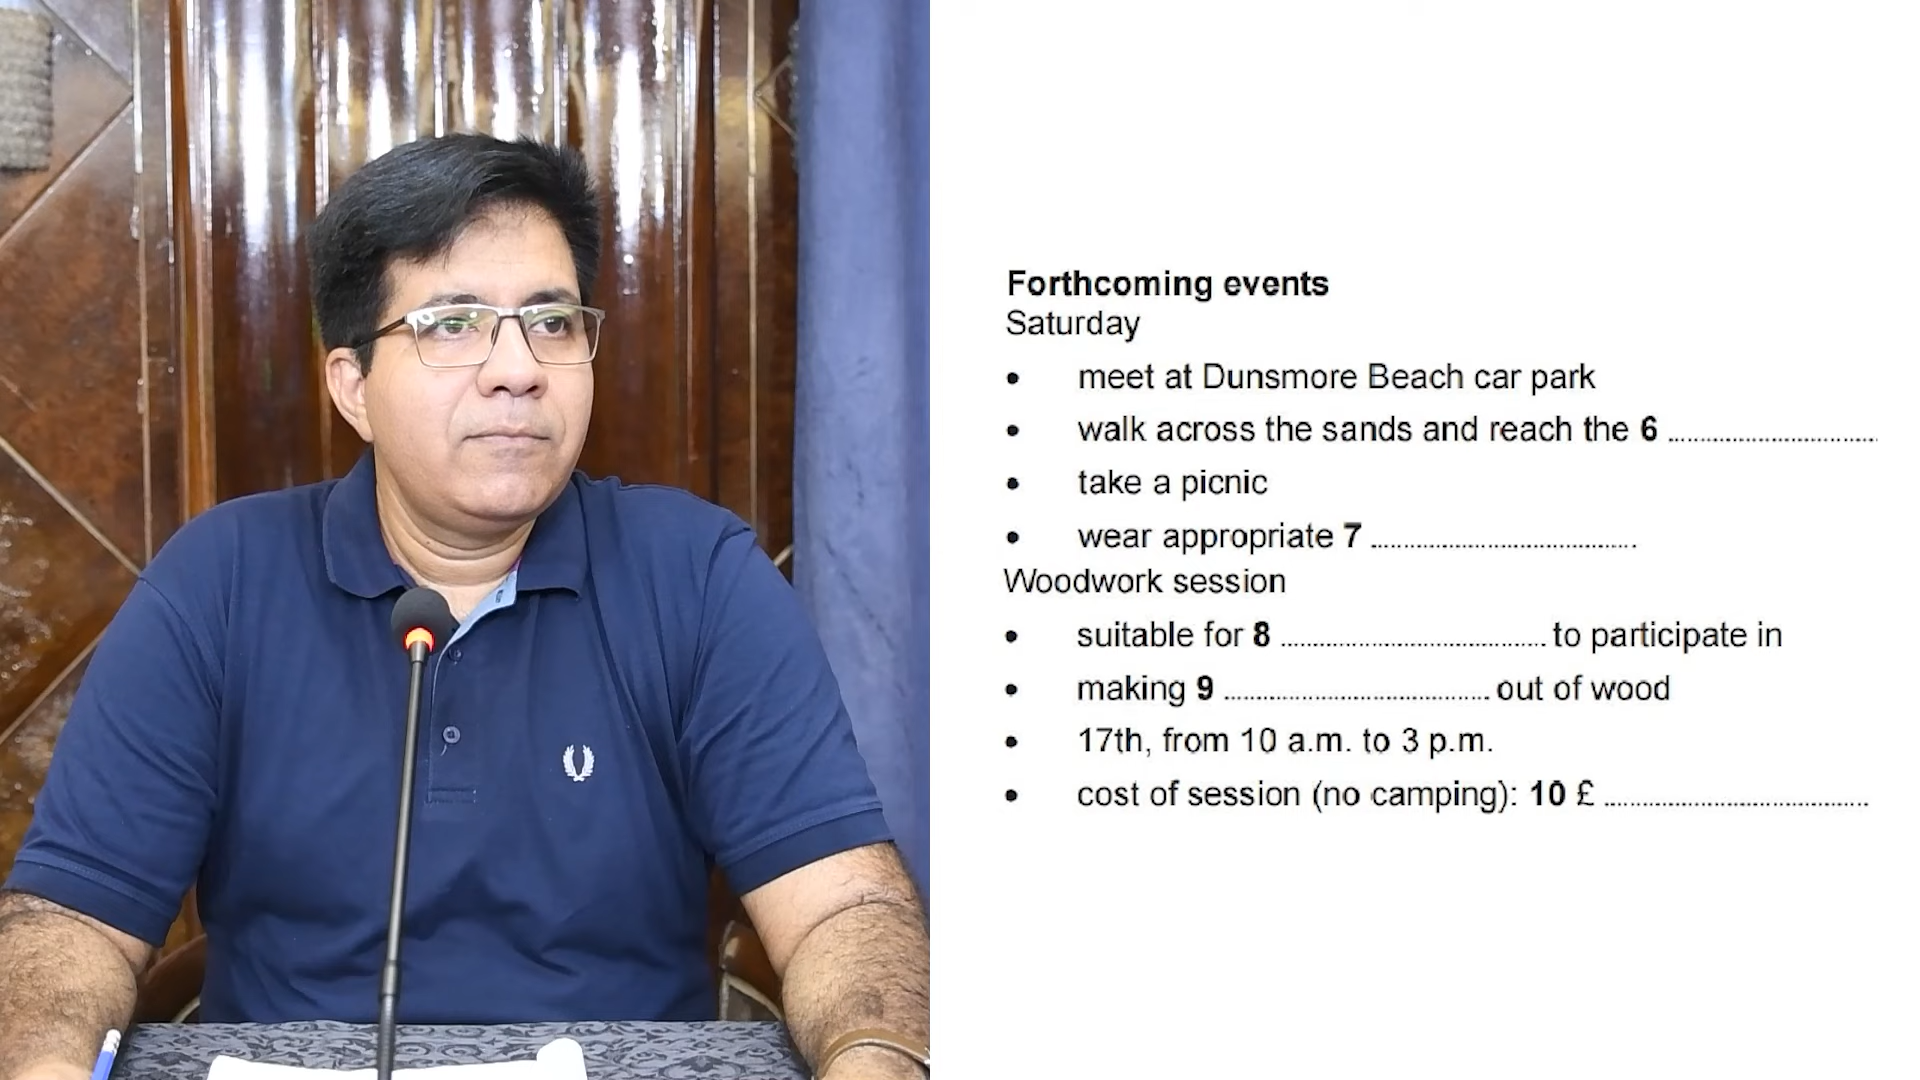 Forthcoming events
Saturday
• meet at Dunsmore Beach car park
• walk across the sands and reach the 6 ....................................
• take a picnic
• wear appropriate 7 .............................................
Woodwork session
• suitable for 8 ............................................. to participate in
• making 9 ............................................. out of wood
• 17th, from 10 a.m. to 3 p.m.
• cost of session (no camping): 10 £ .............................................